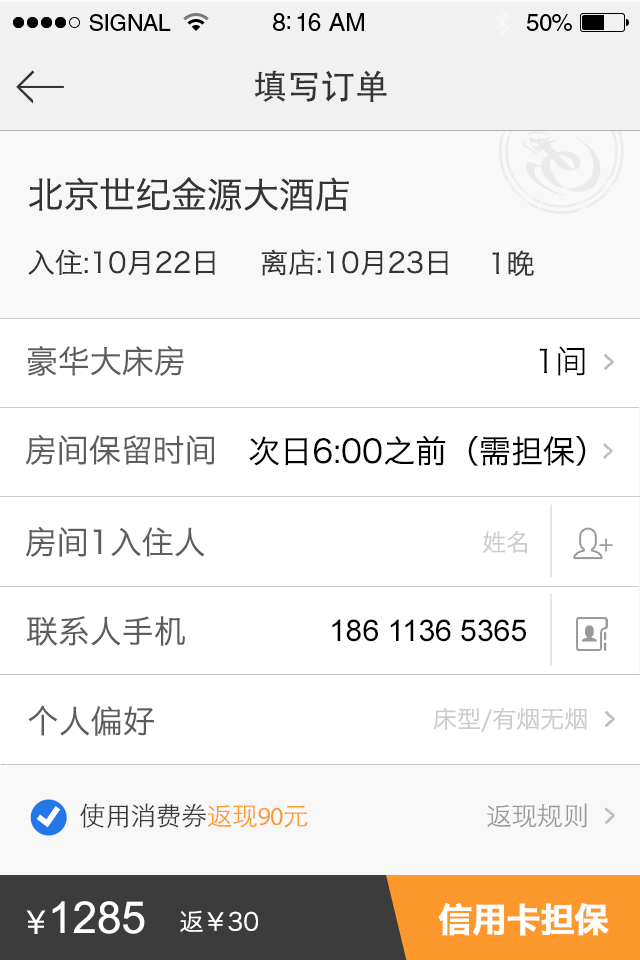 SIGNAL 8:16 AM 50%
填写订单
北京世纪金源大酒店
入住:10月22日 离店:10月23日 1晚
豪华大床房 1间
房间保留时间 次日6:00之前（需担保）
房间1入住人 姓名
联系人手机 186 1136 5365
个人偏好 床型/有烟无烟
使用消费券返现90元 返现规则
¥1285 返¥30 信用卡担保